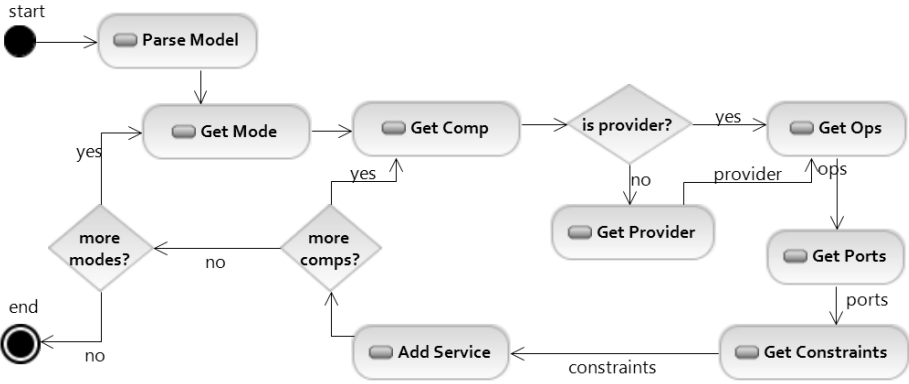 start
Parse Model
Get Mode
Get Comp
is provider?
yes
Get Ops
yes
yes
no
provider
ops
Get Provider
more
modes?
no
more
comps?
Get Ports
end
ports
no
Add Service
constraints
Get Constraints